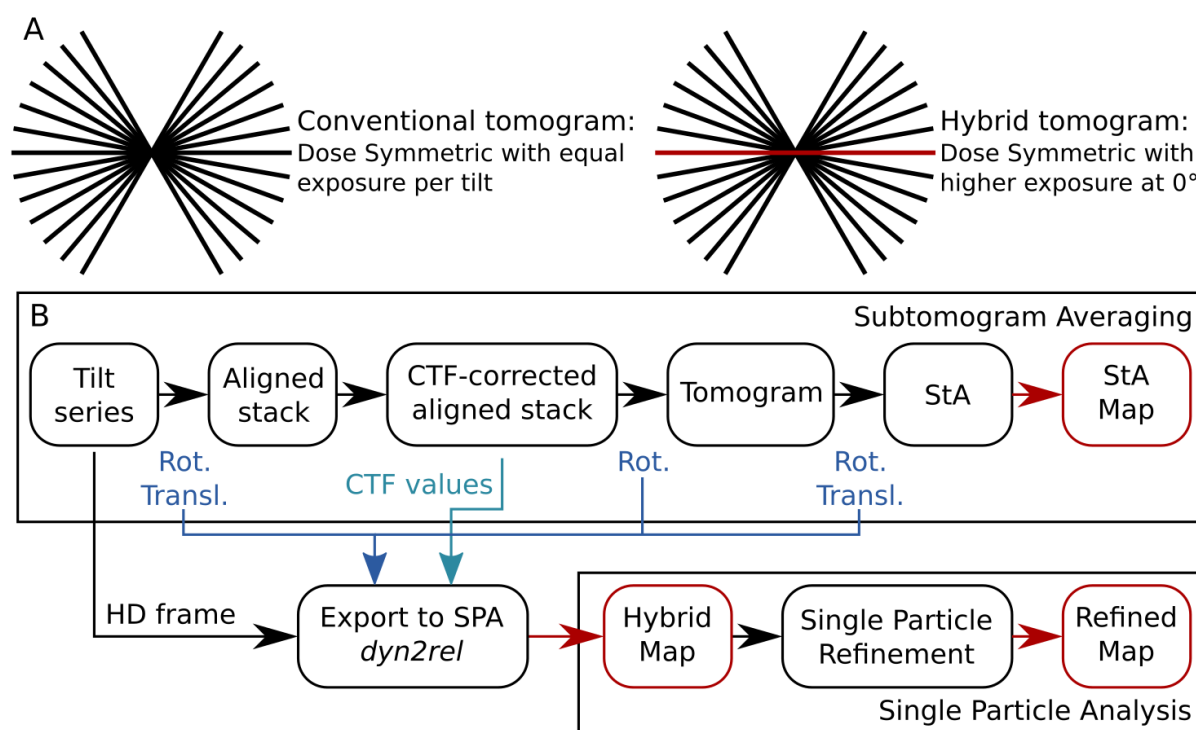 A
Conventional tomogram:
Dose Symmetric with equal
exposure per tilt
Hybrid tomogram:
Dose Symmetric with
higher exposure at 0°
B
Subtomogram Averaging
Tilt
series
Aligned
stack
CTF-corrected
aligned stack
Tomogram
StA
StA
Map
Rot.
Transl.
CTF values
Rot.
Rot.
Transl.
HD frame
Export to SPA
dyn2rel
Hybrid
Map
Single Particle
Refinement
Refined
Map
Single Particle Analysis